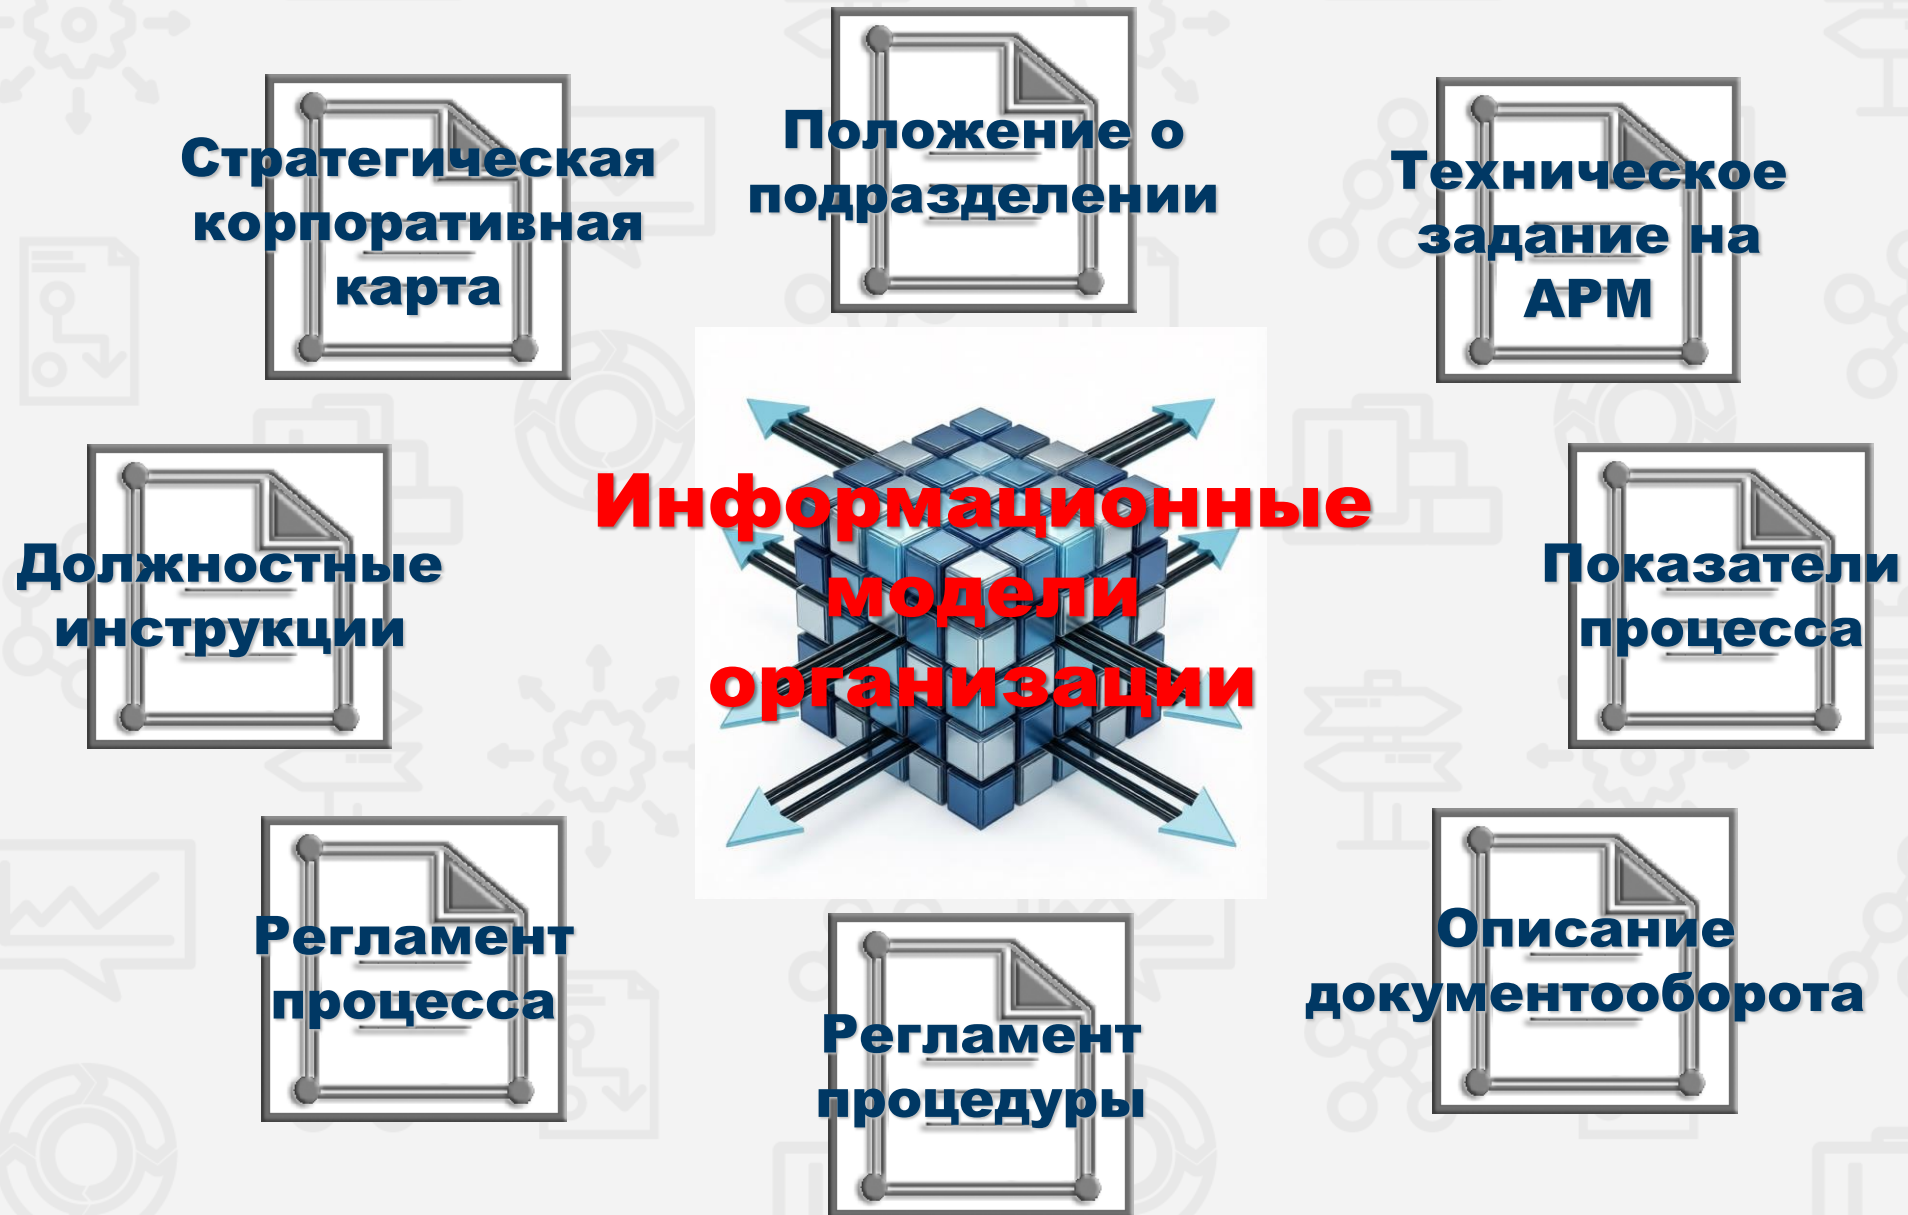 Стратегическая
корпоративная
карта
Положение о
подразделении
Техническое
задание на
АРМ
Должностные
инструкции
Информационные
модели
организации
Показатели
процесса
Регламент
процесса
Регламент
процедуры
Описание
документооборота